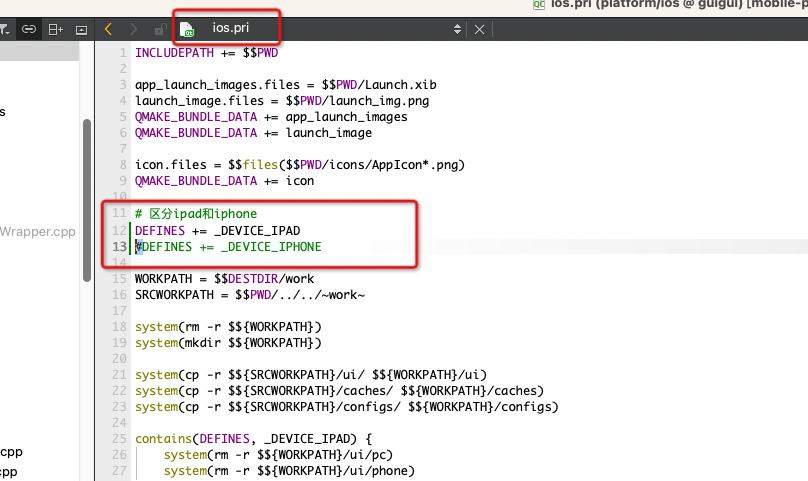 ios.pri (platform/ios @ guigui) [mobile-p
ios.pri
1 INCLUDEPATH += $$PWD
2
3 app_launch_images.files = $$PWD/Launch.xib
4 launch_image.files = $$PWD/launch_img.png
5 QMAKE_BUNDLE_DATA += app_launch_images
6 QMAKE_BUNDLE_DATA += launch_image
7
8 icon.files = $$files($$PWD/icons/AppIcon*.png)
9 QMAKE_BUNDLE_DATA += icon
10
11 # 区分ipad和iphone
12 DEFINES += _DEVICE_IPAD
13 #DEFINES += _DEVICE_IPHONE
14
15 WORKPATH = $$DESTDIR/work
16 SRCWORKPATH = $$PWD/../../~work~
17
18 system(rm -r $${WORKPATH})
19 system(mkdir $${WORKPATH})
20
21 system(cp -r $${SRCWORKPATH}/ui/ $${WORKPATH}/ui)
22 system(cp -r $${SRCWORKPATH}/caches/ $${WORKPATH}/caches)
23 system(cp -r $${SRCWORKPATH}/configs/ $${WORKPATH}/configs)
24
25 contains(DEFINES, _DEVICE_IPAD) {
26 system(rm -r $${WORKPATH}/ui/pc)
27 system(rm -r $${WORKPATH}/ui/phone)
s
Wrapper.cpp
cpp
cpp